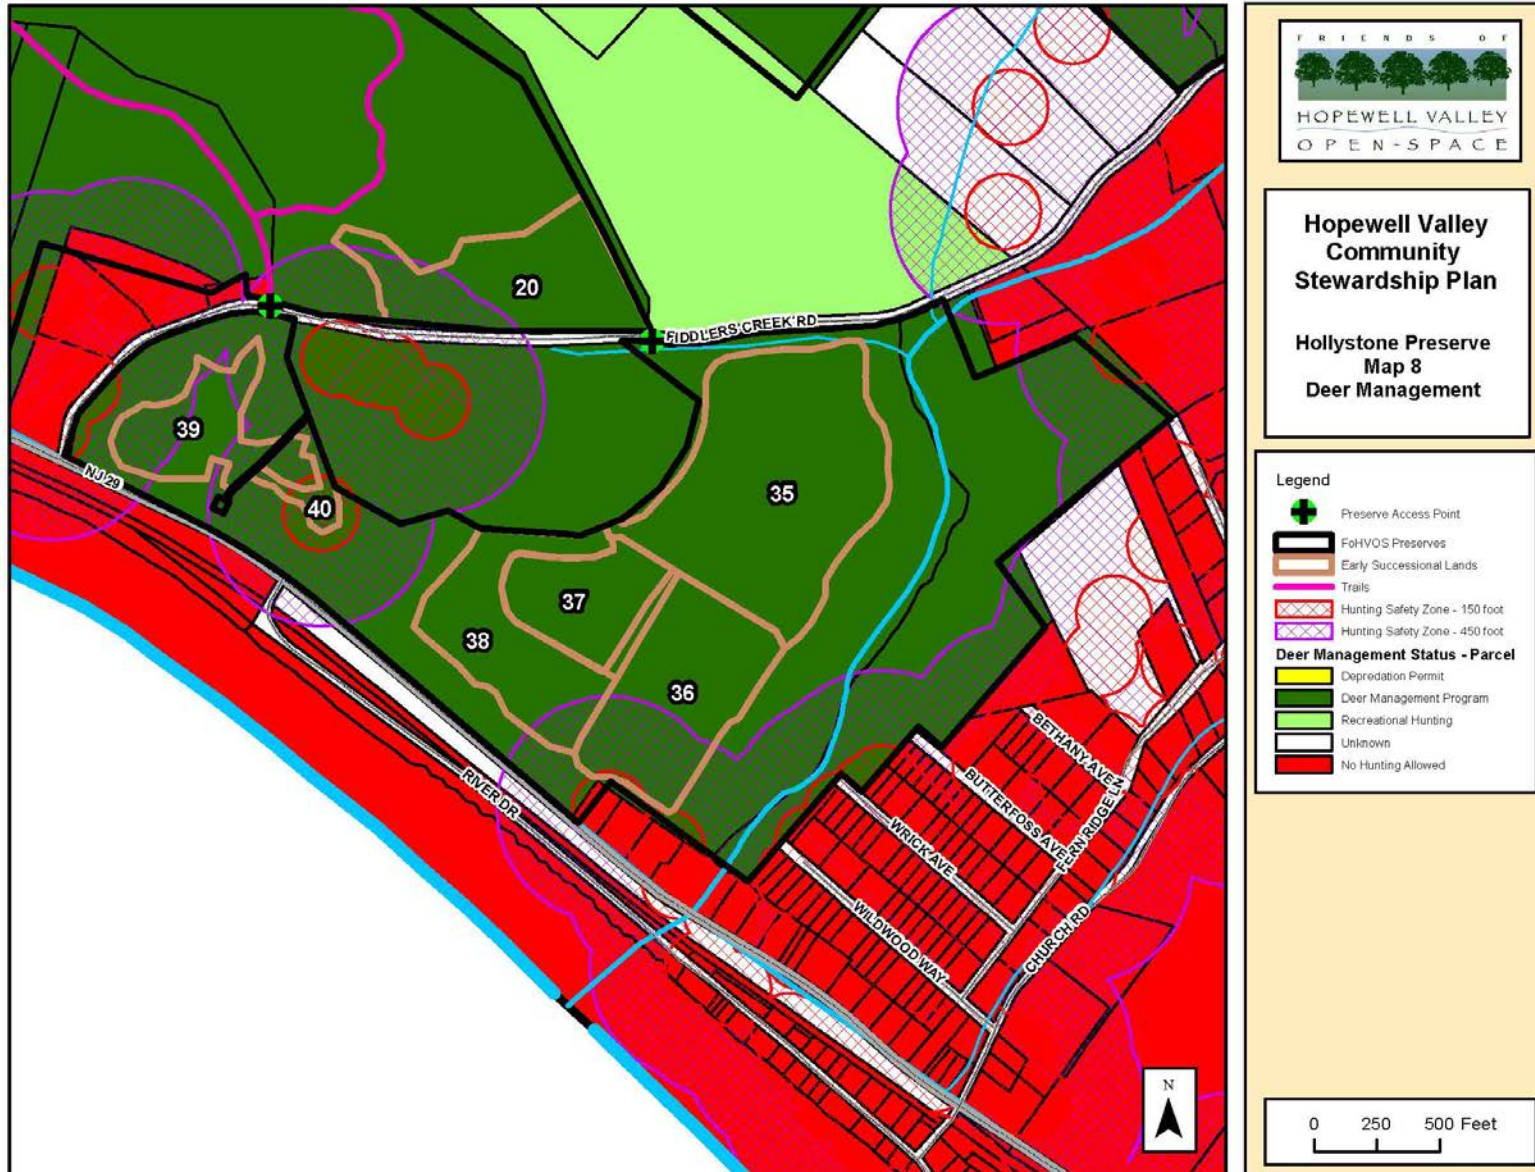 20
FIDDLERS CREEK RD
39
NJ 29
40
35
37
38
36
RIVER DR
BETHANY AVE
BUTTERFOSS AVE
FERN RIDGE LN
WRICK AVE
WILDWOOD WAY
CHURCH RD
N
FRIENDS OF
HOPEWELL VALLEY
OPEN-SPACE
Hopewell Valley
Community
Stewardship Plan
Hollystone Preserve
Map 8
Deer Management
Legend
Preserve Access Point
FoHVOS Preserves
Early Successional Lands
Trails
Hunting Safety Zone - 150 foot
Hunting Safety Zone - 450 foot
Deer Management Status - Parcel
Depredation Permit
Deer Management Program
Recreational Hunting
Unknown
No Hunting Allowed
0 250 500 Feet